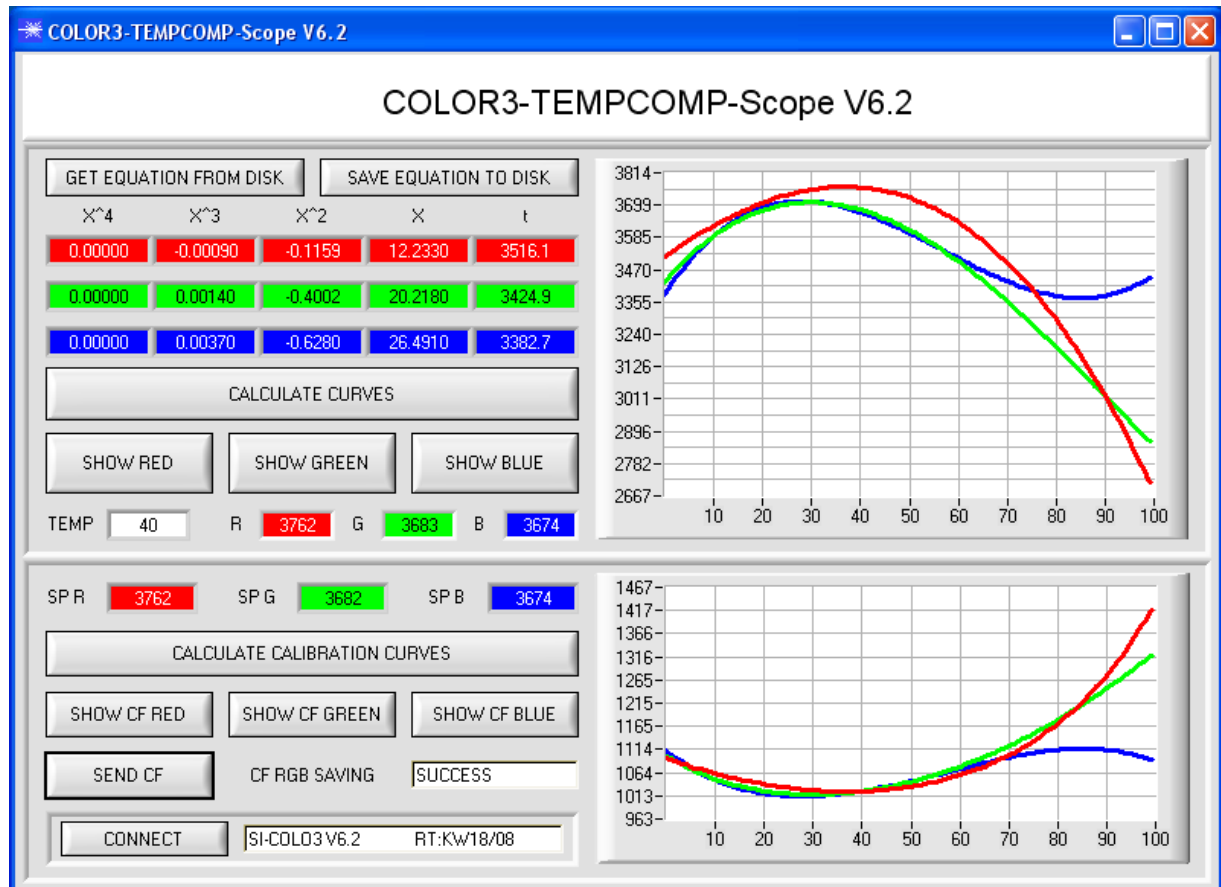 COLOR3-TEMPCOMP-Scope V6.2
COLOR3-TEMPCOMP-Scope V6.2
GET EQUATION FROM DISK SAVE EQUATION TO DISK
X^4 X^3 X^2 X t
0.00000 -0.00090 -0.1159 12.2330 3516.1
0.00000 0.00140 -0.4002 20.2180 3424.9
0.00000 0.00370 -0.6280 26.4910 3382.7
CALCULATE CURVES
SHOW RED SHOW GREEN SHOW BLUE
TEMP 40 R 3762 G 3683 B 3674
3814
3699
3585
3470
3355
3240
3126
3011
2896
2782
2667
10 20 30 40 50 60 70 80 90 100
SP R 3762 SP G 3682 SP B 3674
CALCULATE CALIBRATION CURVES
SHOW CF RED SHOW CF GREEN SHOW CF BLUE
SEND CF CF RGB SAVING SUCCESS
CONNECT SI-COLO3 V6.2 RT:KW18/08
1467
1417
1366
1316
1265
1215
1165
1114
1064
1013
963
10 20 30 40 50 60 70 80 90 100